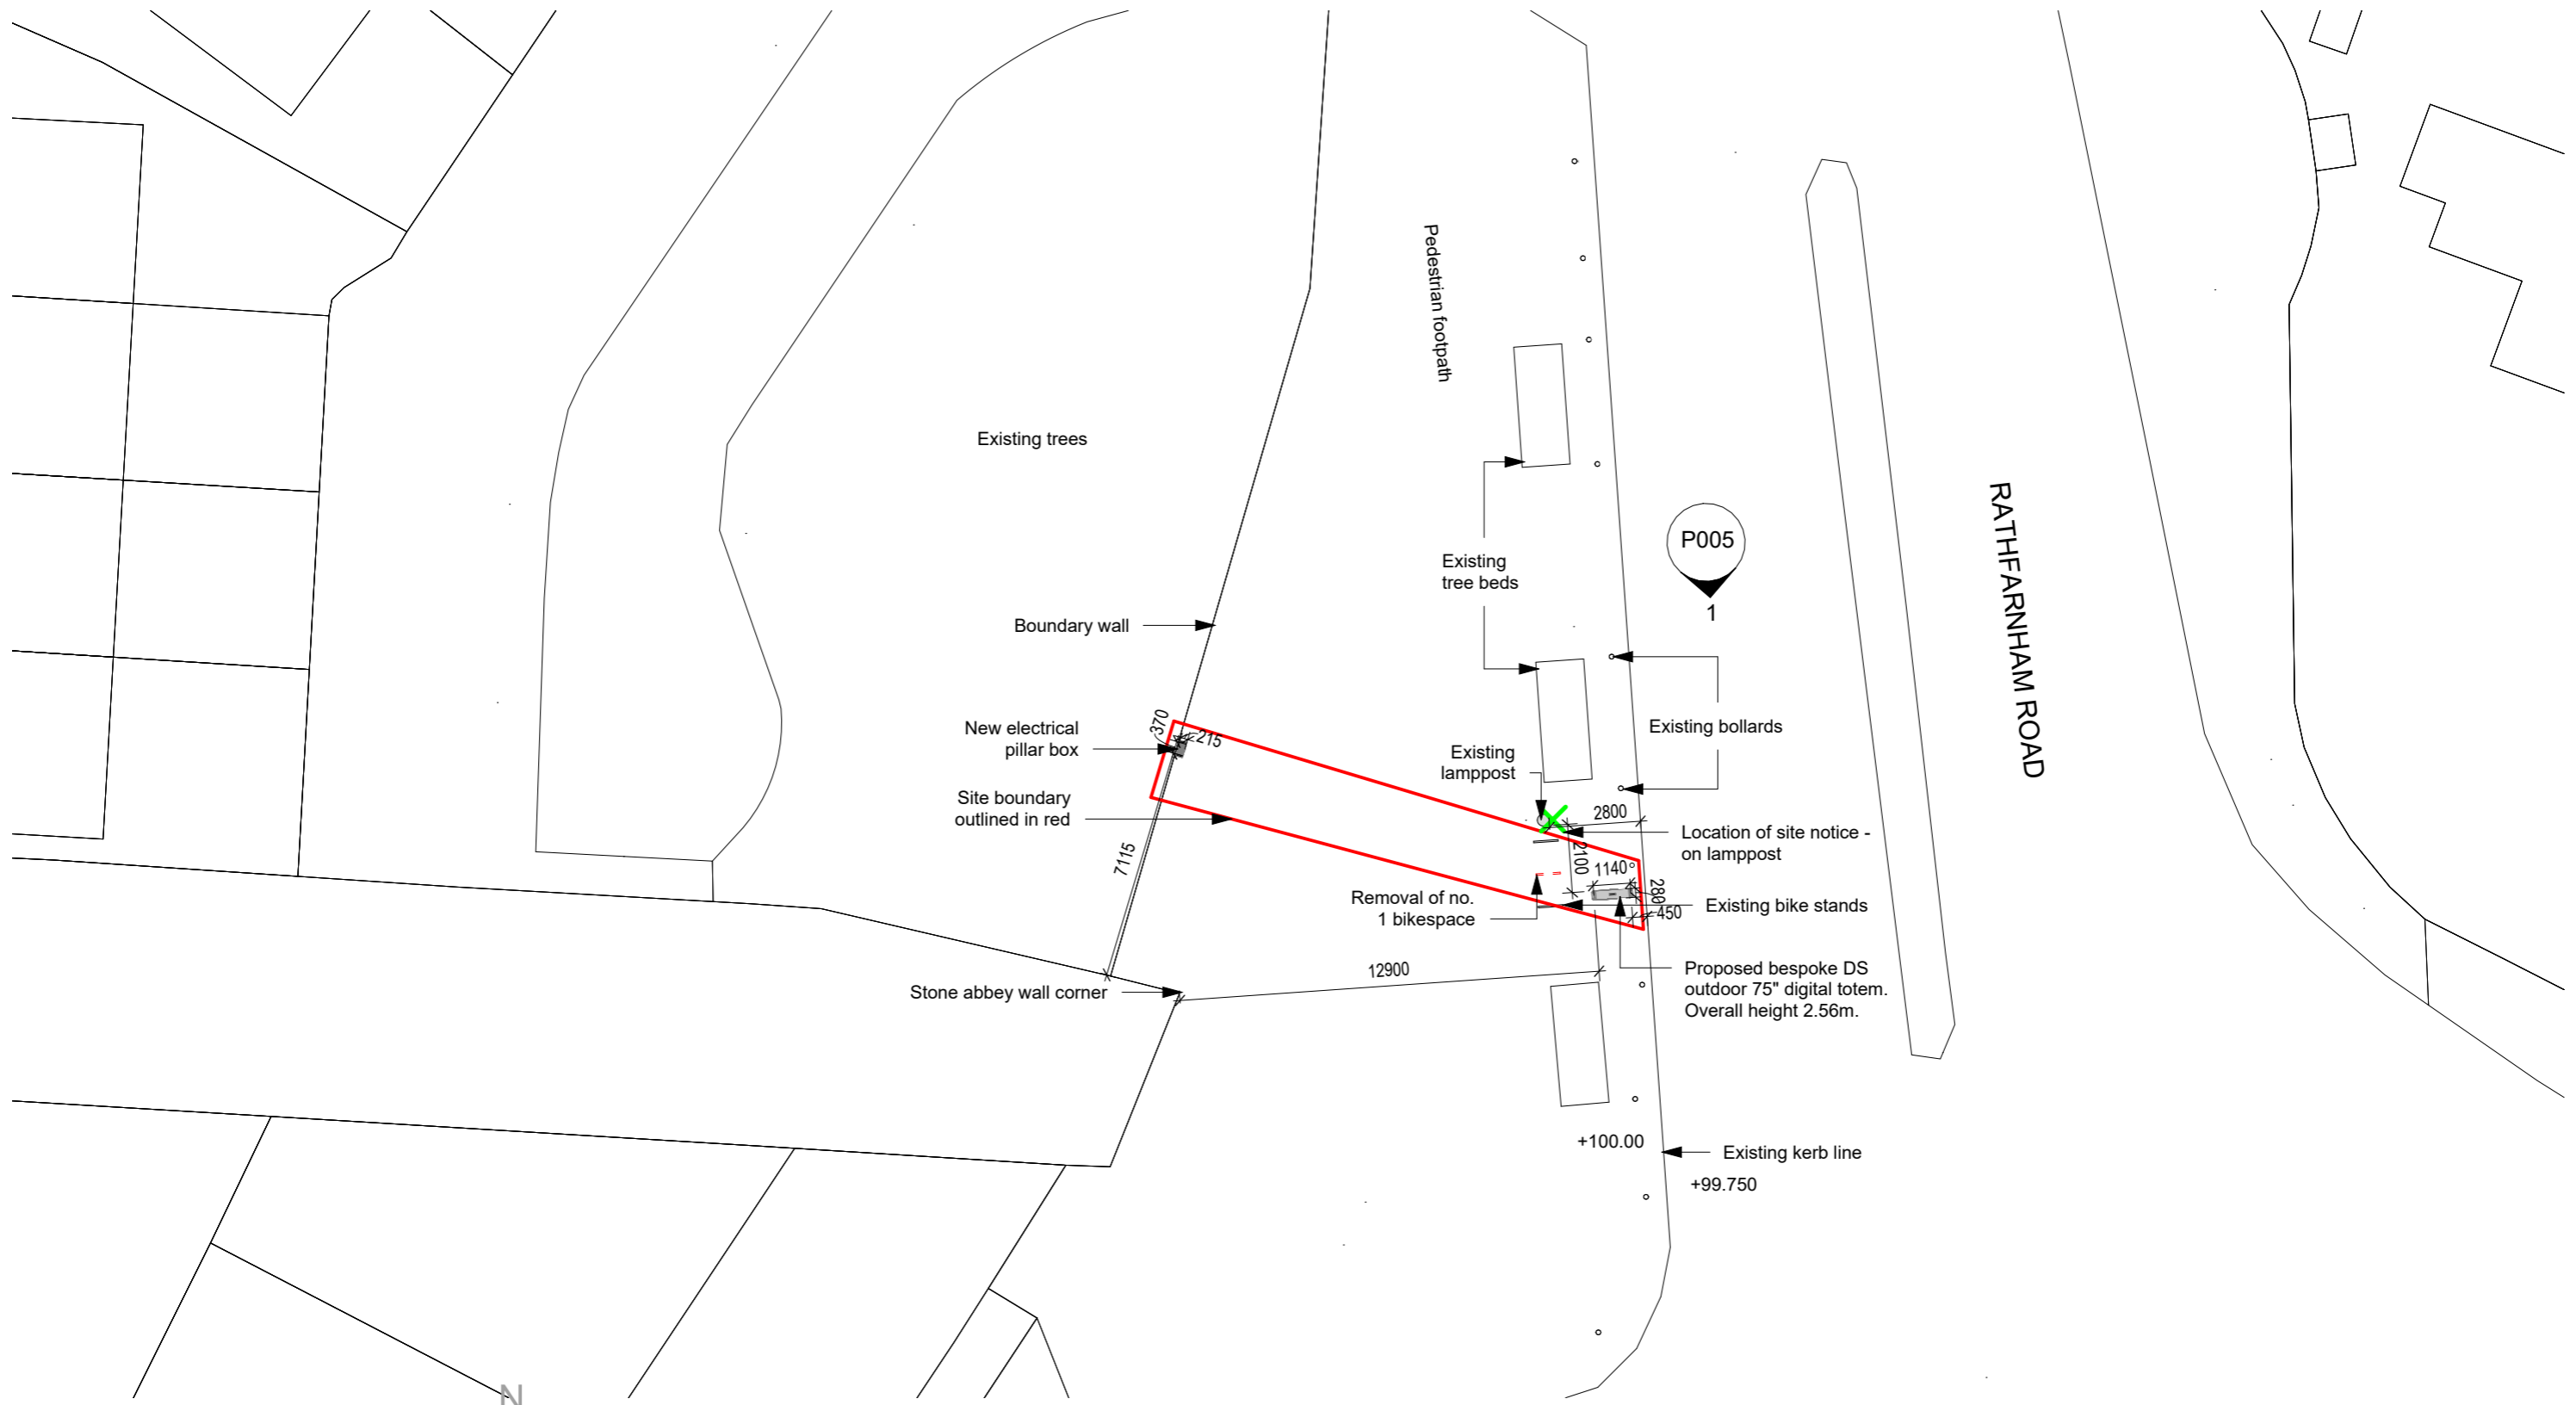 Pedestrian footpath
Existing trees
RATHFARNHAM ROAD
P005
1
Existing
tree beds
Boundary wall
370
215
New electrical
pillar box
Existing bollards
Existing
lamppost
Site boundary
outlined in red
2800
Location of site notice -
on lamppost
2100
7115
1140
280
Removal of no.
1 bikespace
Existing bike stands
450
12900
Proposed bespoke DS
outdoor 75" digital totem.
Overall height 2.56m.
Stone abbey wall corner
+100.00
Existing kerb line
+99.750
N